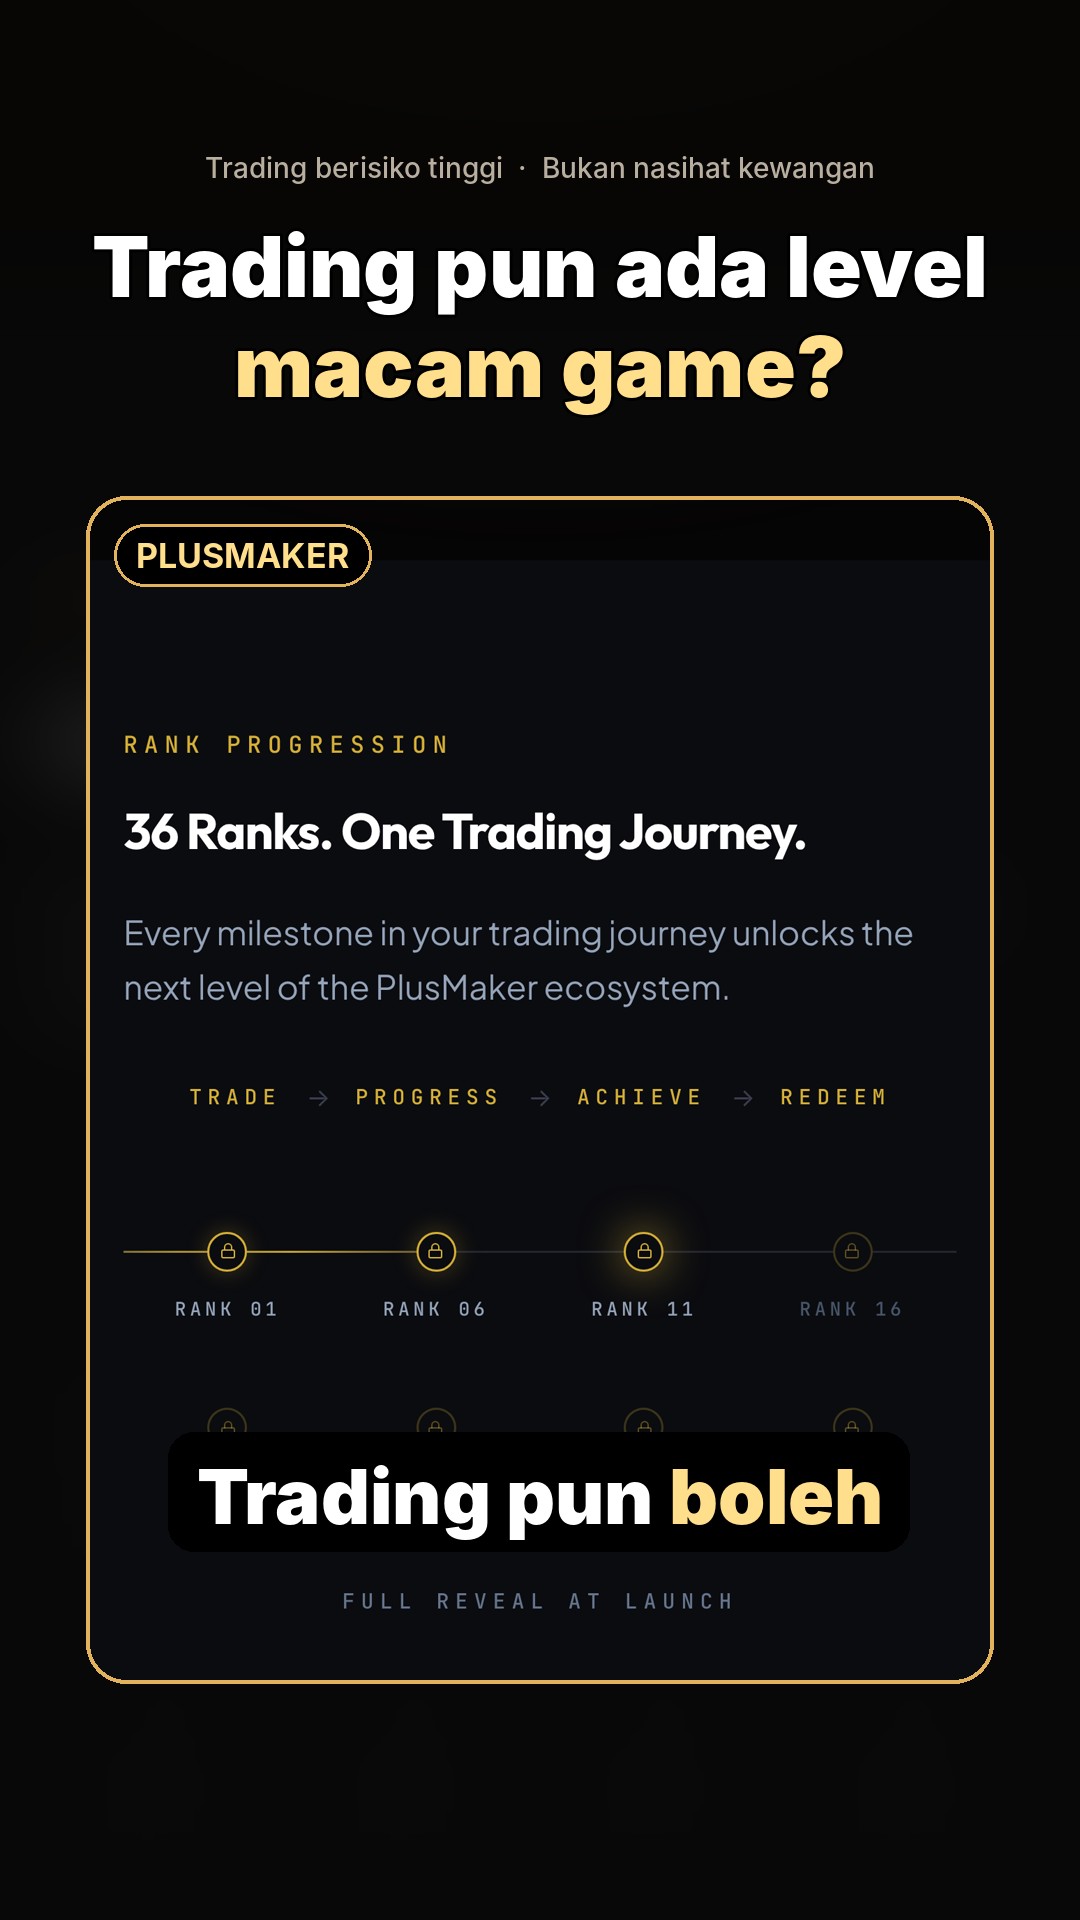 Trading berisiko tinggi · Bukan nasihat kewangan
Trading pun ada level
macam game?
PLUSMAKER
RANK PROGRESSION
36 Ranks. One Trading Journey.
Every milestone in your trading journey unlocks the
next level of the PlusMaker ecosystem.
TRADE → PROGRESS → ACHIEVE → REDEEM
RANK 01 RANK 06 RANK 11 RANK 16
Trading pun boleh
FULL REVEAL AT LAUNCH